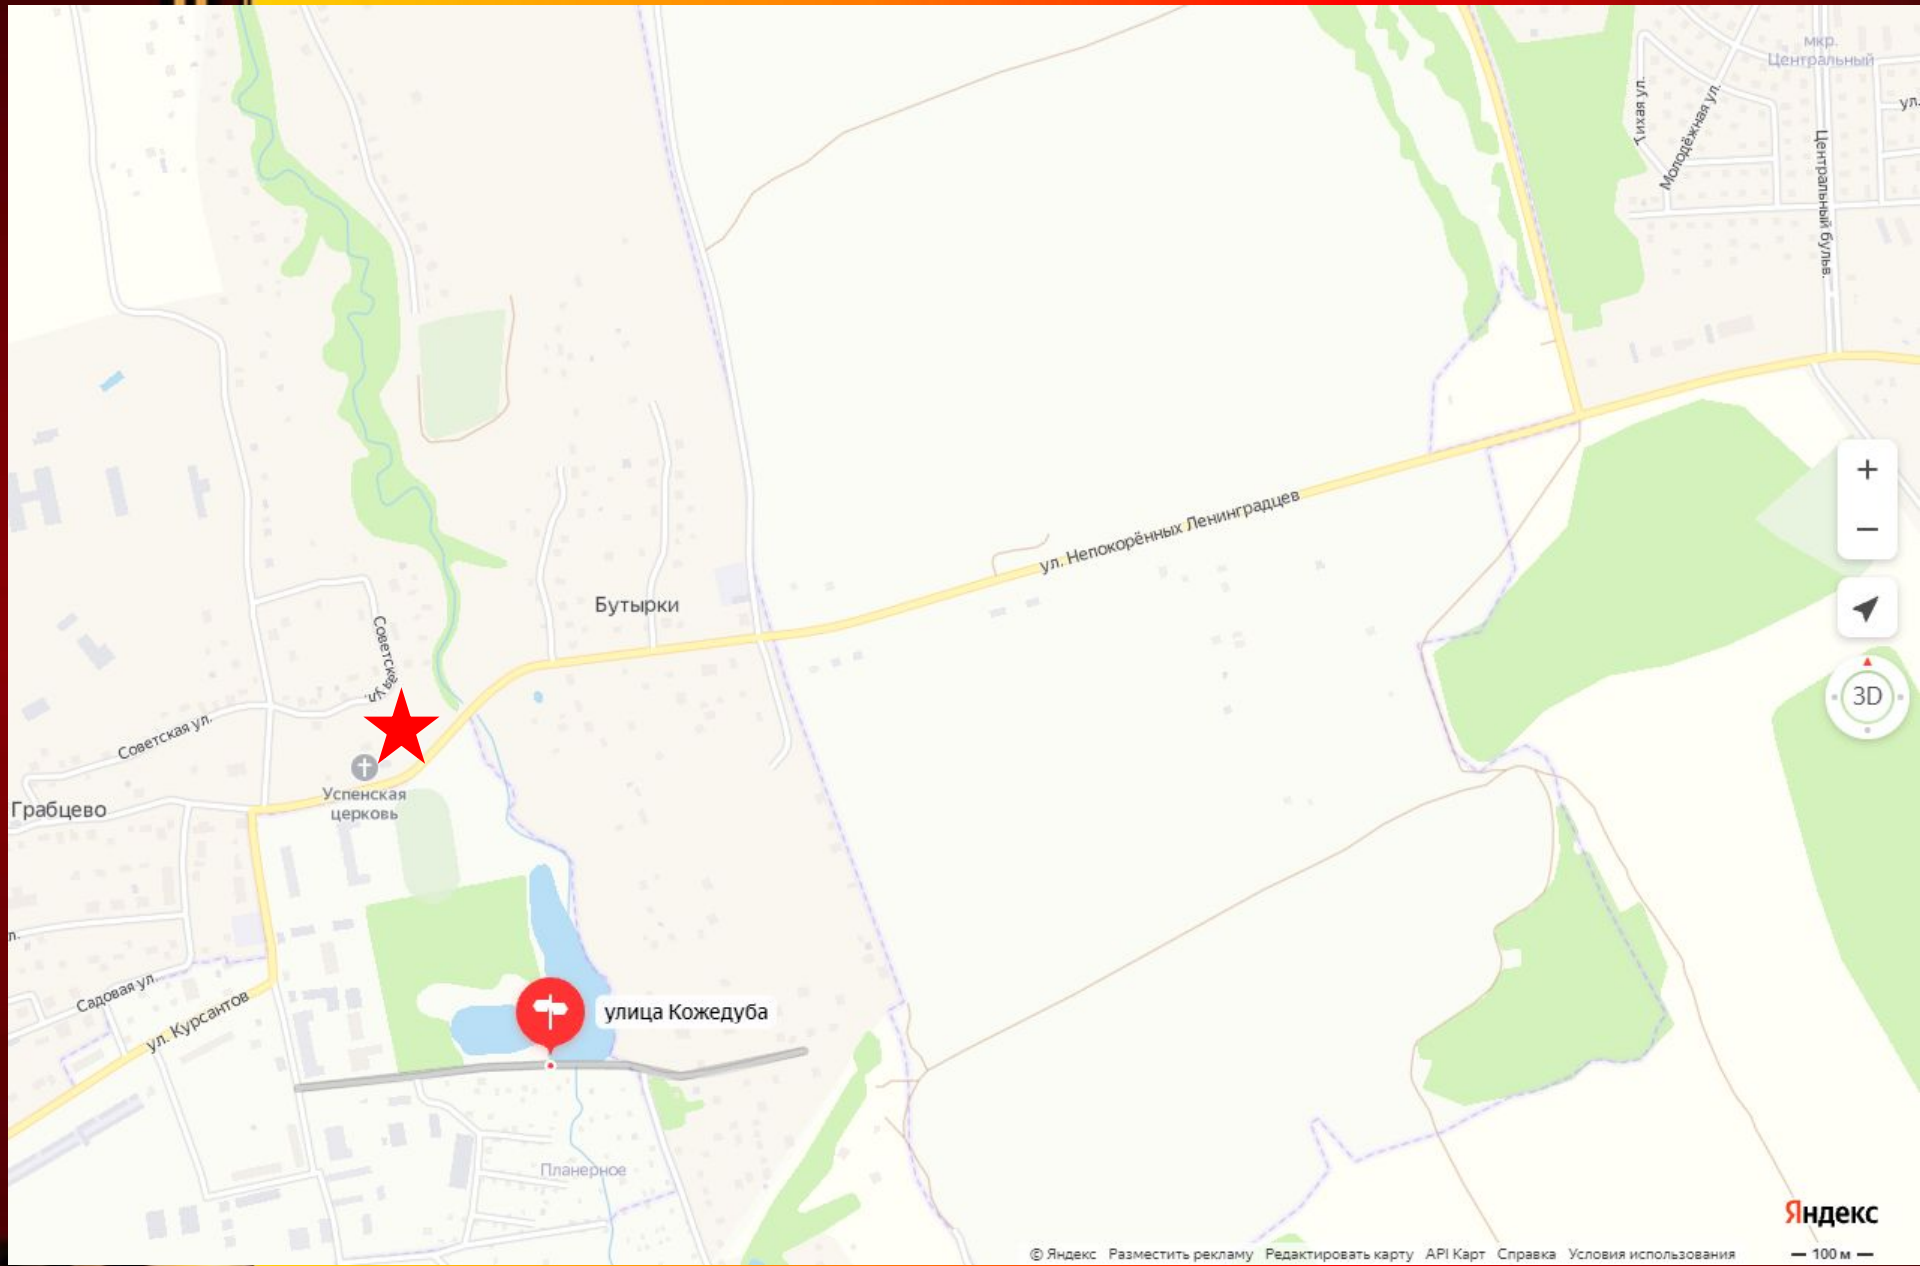 мкр.
Центральный
Тихая ул.
Молодёжная ул.
Центральный бульв.
ул.
ул. Непокорённых Ленинградцев
Бутырки
Советская ул.
Советская ул.
Успенская
церковь
Грабцево
Садовая ул.
ул. Курсантов
улица Кожедуба
Планерное
3D
Яндекс
© Яндекс Разместить рекламу Редактировать карту API Карт Справка Условия использования
100 м